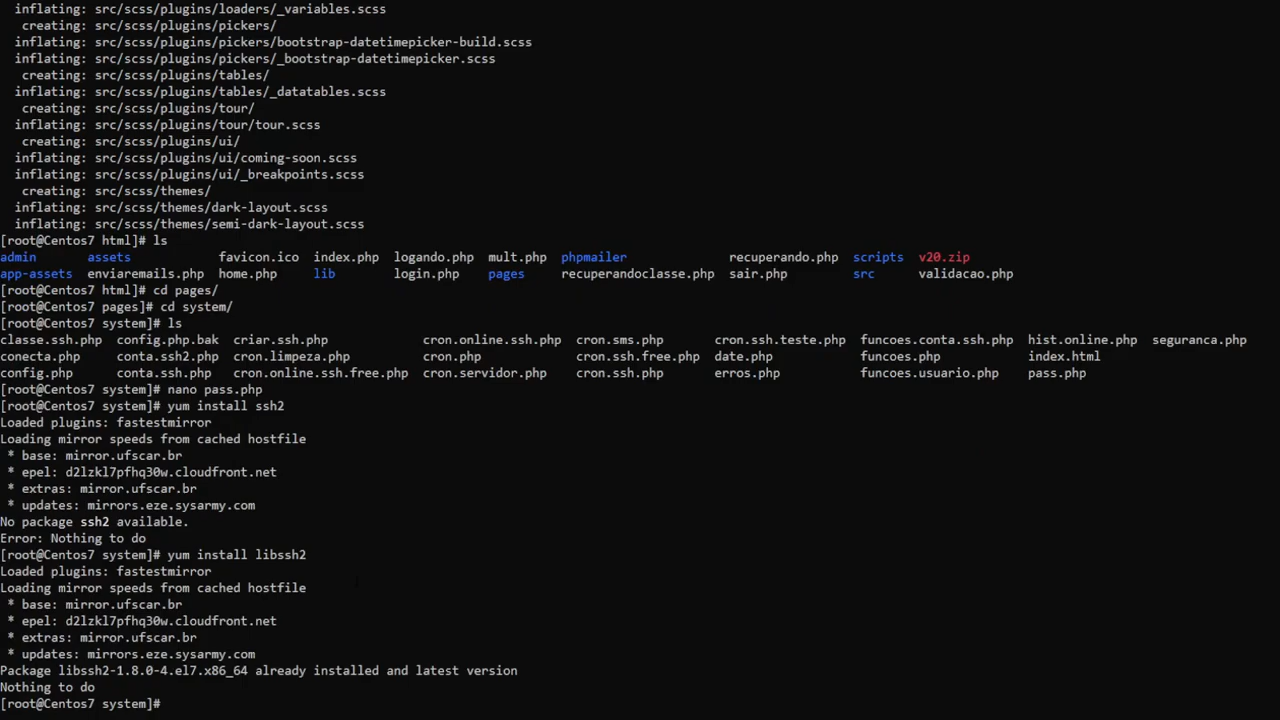 inflating: src/scss/plugins/loaders/_variables.scss
creating: src/scss/plugins/pickers/
inflating: src/scss/plugins/pickers/bootstrap-datetimepicker-build.scss
inflating: src/scss/plugins/pickers/_bootstrap-datetimepicker.scss
creating: src/scss/plugins/tables/
inflating: src/scss/plugins/tables/_datatables.scss
creating: src/scss/plugins/tour/
inflating: src/scss/plugins/tour/tour.scss
creating: src/scss/plugins/ui/
inflating: src/scss/plugins/ui/coming-soon.scss
inflating: src/scss/plugins/ui/_breakpoints.scss
creating: src/scss/themes/
inflating: src/scss/themes/dark-layout.scss
inflating: src/scss/themes/semi-dark-layout.scss
[root@Centos7 html]# ls
admin assets favicon.ico index.php logando.php mult.php phpmailer recuperando.php scripts v20.zip
app-assets enviaremails.php home.php lib login.php pages recuperandoclasse.php sair.php src validacao.php
[root@Centos7 html]# cd pages/
[root@Centos7 pages]# cd system/
[root@Centos7 system]# ls
classe.ssh.php config.php.bak criar.ssh.php cron.online.ssh.php cron.sms.php cron.ssh.teste.php funcoes.conta.ssh.php hist.online.php seguranca.php
conecta.php conta.ssh2.php cron.limpeza.php cron.php cron.ssh.free.php date.php funcoes.php index.html
config.php conta.ssh.php cron.online.ssh.free.php cron.servidor.php cron.ssh.php erros.php funcoes.usuario.php pass.php
[root@Centos7 system]# nano pass.php
[root@Centos7 system]# yum install ssh2
Loaded plugins: fastestmirror
Loading mirror speeds from cached hostfile
* base: mirror.ufscar.br
* epel: d2lzkl7pfhq30w.cloudfront.net
* extras: mirror.ufscar.br
* updates: mirrors.eze.sysarmy.com
No package ssh2 available.
Error: Nothing to do
[root@Centos7 system]# yum install libssh2
Loaded plugins: fastestmirror
Loading mirror speeds from cached hostfile
* base: mirror.ufscar.br
* epel: d2lzkl7pfhq30w.cloudfront.net
* extras: mirror.ufscar.br
* updates: mirrors.eze.sysarmy.com
Package libssh2-1.8.0-4.el7.x86_64 already installed and latest version
Nothing to do
[root@Centos7 system]#